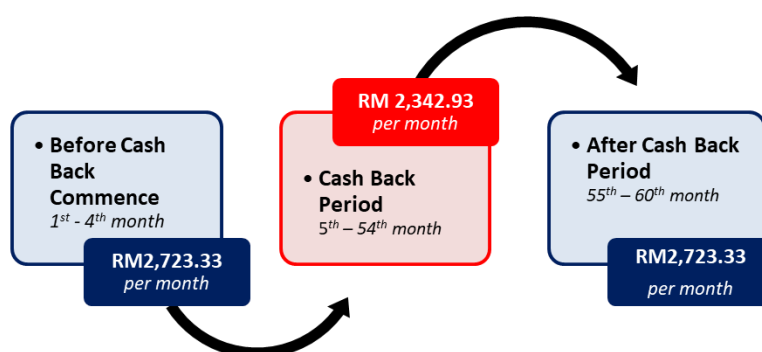 • Before Cash
Back
Commence
1st - 4th month
RM2,723.33
per month
RM 2,342.93
per month
• Cash Back
Period
5th – 54th month
• After Cash Back
Period
55th – 60th month
RM2,723.33
per month